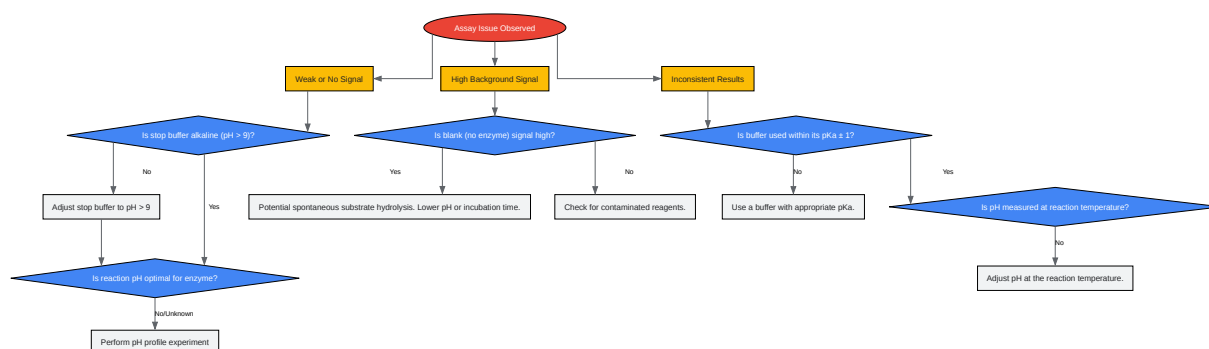 Assay Issue Observed
Weak or No Signal
High Background Signal
Inconsistent Results
Is stop buffer alkaline (pH > 9)?
Is blank (no enzyme) signal high?
Is buffer used within its pKa ± 1?
No
Yes
No
No
Yes
Adjust stop buffer to pH > 9
Yes
Potential spontaneous substrate hydrolysis. Lower pH or incubation time.
Check for contaminated reagents.
Use a buffer with appropriate pKa.
Is pH measured at reaction temperature?
No
Is reaction pH optimal for enzyme?
Adjust pH at the reaction temperature.
No/Unknown
Perform pH profile experiment